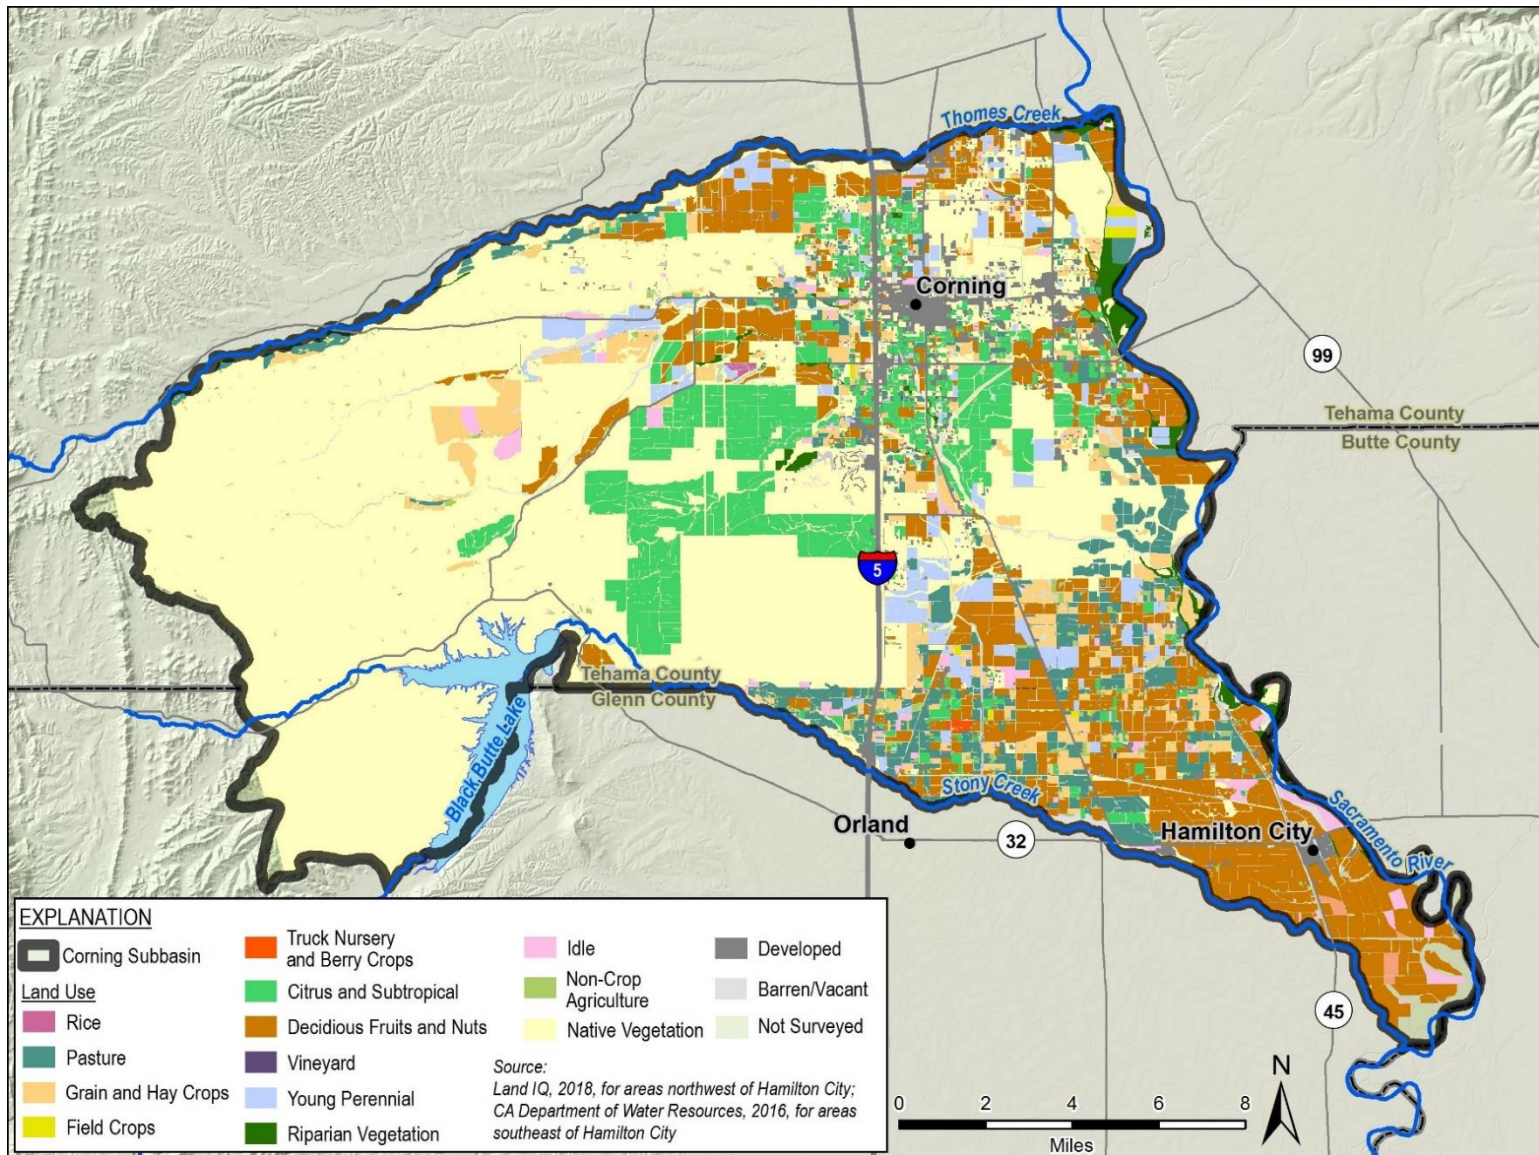 Thomes Creek
Corning
99
Tehama County
Butte County
5
Tehama County
Glenn County
Black Butte Lake
Stony Creek
Orland
32
Hamilton City
Sacramento River
45
EXPLANATION
Corning Subbasin
Land Use
Rice
Pasture
Grain and Hay Crops
Field Crops
Truck Nursery
and Berry Crops
Citrus and Subtropical
Decidious Fruits and Nuts
Vineyard
Young Perennial
Riparian Vegetation
Idle
Non-Crop
Agriculture
Native Vegetation
Developed
Barren/Vacant
Not Surveyed
Source:
Land IQ, 2018, for areas northwest of Hamilton City;
CA Department of Water Resources, 2016, for areas
southeast of Hamilton City
0 2 4 6 8
Miles
N